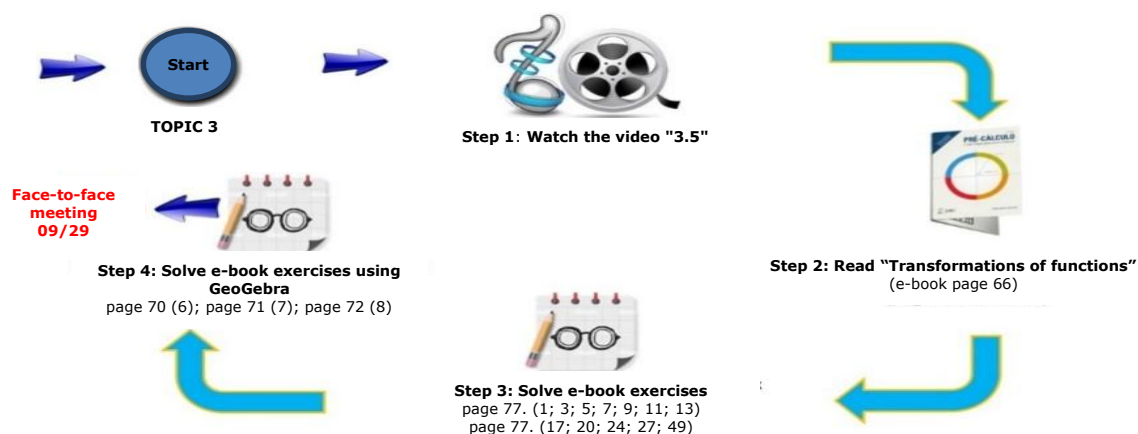 Start
TOPIC 3
Step 1: Watch the video "3.5"
PRÉ-CÁLCULO
Step 2: Read “Transformations of functions”
(e-book page 66)
Step 3: Solve e-book exercises
page 77. (1; 3; 5; 7; 9; 11; 13)
page 77. (17; 20; 24; 27; 49)
Step 4: Solve e-book exercises using
GeoGebra
page 70 (6); page 71 (7); page 72 (8)
Face-to-face
meeting
09/29